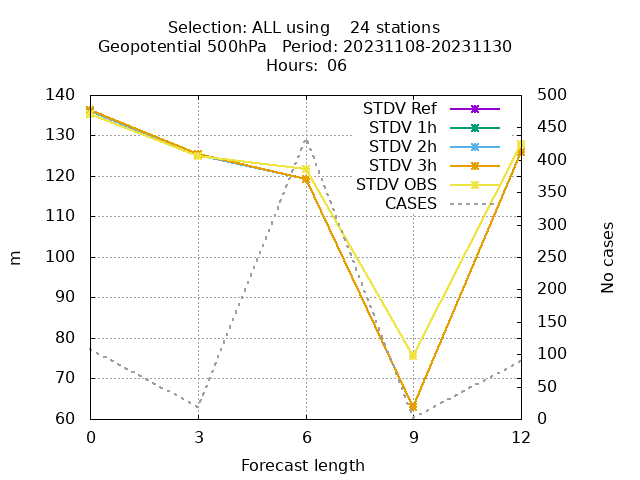 Selection: ALL using    24 stations
Geopotential 500hPa   Period: 20231108-20231130
Hours: 06
STDV Ref
STDV 1h
STDV 2h
STDV 3h
STDV OBS
CASES
140
130
120
110
100
90
80
70
60
m
500
450
400
350
300
250
200
150
100
50
0
No cases
0 3 6 9 12
Forecast length